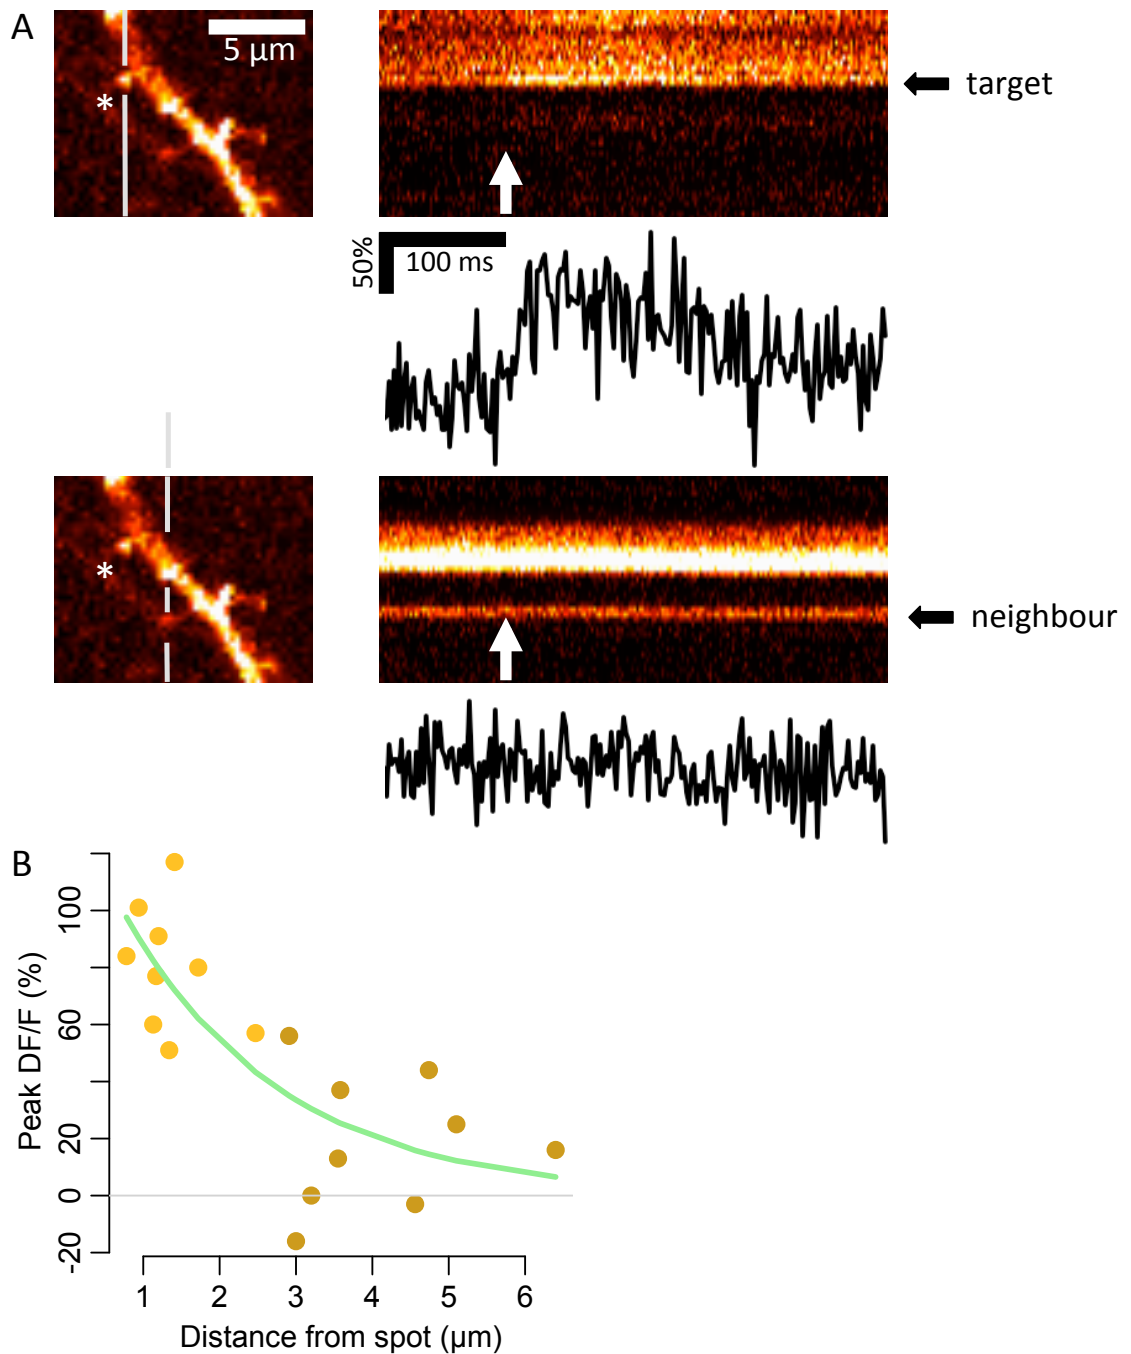 A
5 µm
*
target
50%
100 ms
*
neighbour
B
Peak DF/F (%)
100
60
20
0
-20
1 2 3 4 5 6
Distance from spot (µm)